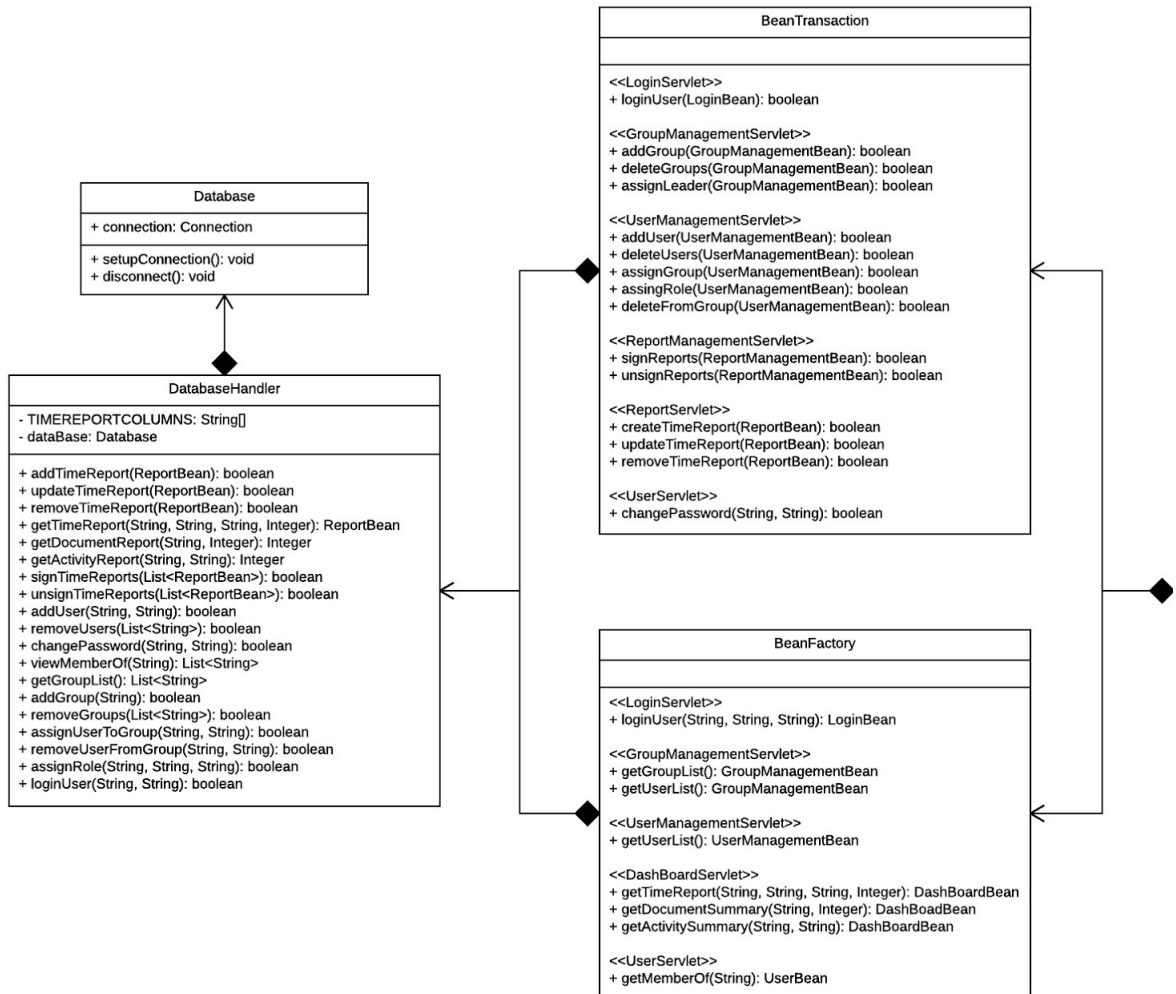 BeanTransaction
<<LoginServlet>>
+ loginUser(LoginBean): boolean
<<GroupManagementServlet>>
+ addGroup(GroupManagementBean): boolean
+ deleteGroups(GroupManagementBean): boolean
+ assignLeader(GroupManagementBean): boolean
<<UserManagementServlet>>
+ addUser(UserManagementBean): boolean
+ deleteUsers(UserManagementBean): boolean
+ assignGroup(UserManagementBean): boolean
+ assingRole(UserManagementBean): boolean
+ deleteFromGroup(UserManagementBean): boolean
<<ReportManagementServlet>>
+ signReports(ReportManagementBean): boolean
+ unsignReports(ReportManagementBean): boolean
<<ReportServlet>>
+ createTimeReport(ReportBean): boolean
+ updateTimeReport(ReportBean): boolean
+ removeTimeReport(ReportBean): boolean
<<UserServlet>>
+ changePassword(String, String): boolean
Database
+ connection: Connection
+ setupConnection(): void
+ disconnect(): void
DatabaseHandler
- TIMEREPORTCOLUMNS: String[]
- dataBase: Database
+ addTimeReport(ReportBean): boolean
+ updateTimeReport(ReportBean): boolean
+ removeTimeReport(ReportBean): boolean
+ getTimeReport(String, String, String, Integer): ReportBean
+ getDocumentReport(String, Integer): Integer
+ getActivityReport(String, String): Integer
+ signTimeReports(List<ReportBean>): boolean
+ unsignTimeReports(List<ReportBean>): boolean
+ addUser(String, String): boolean
+ removeUsers(List<String>): boolean
+ changePassword(String, String): boolean
+ viewMemberOf(String): List<String>
+ getGroupList(): List<String>
+ addGroup(String): boolean
+ removeGroups(List<String>): boolean
+ assignUserToGroup(String, String): boolean
+ removeUserFromGroup(String, String): boolean
+ assignRole(String, String, String): boolean
+ loginUser(String, String): boolean
BeanFactory
<<LoginServlet>>
+ loginUser(String, String, String): LoginBean
<<GroupManagementServlet>>
+ getGroupList(): GroupManagementBean
+ getUserList(): GroupManagementBean
<<UserManagementServlet>>
+ getUserList(): UserManagementBean
<<DashBoardServlet>>
+ getTimeReport(String, String, String, Integer): DashBoardBean
+ getDocumentSummary(String, Integer): DashBoadBean
+ getActivitySummary(String, String): DashBoardBean
<<UserServlet>>
+ getMemberOf(String): UserBean